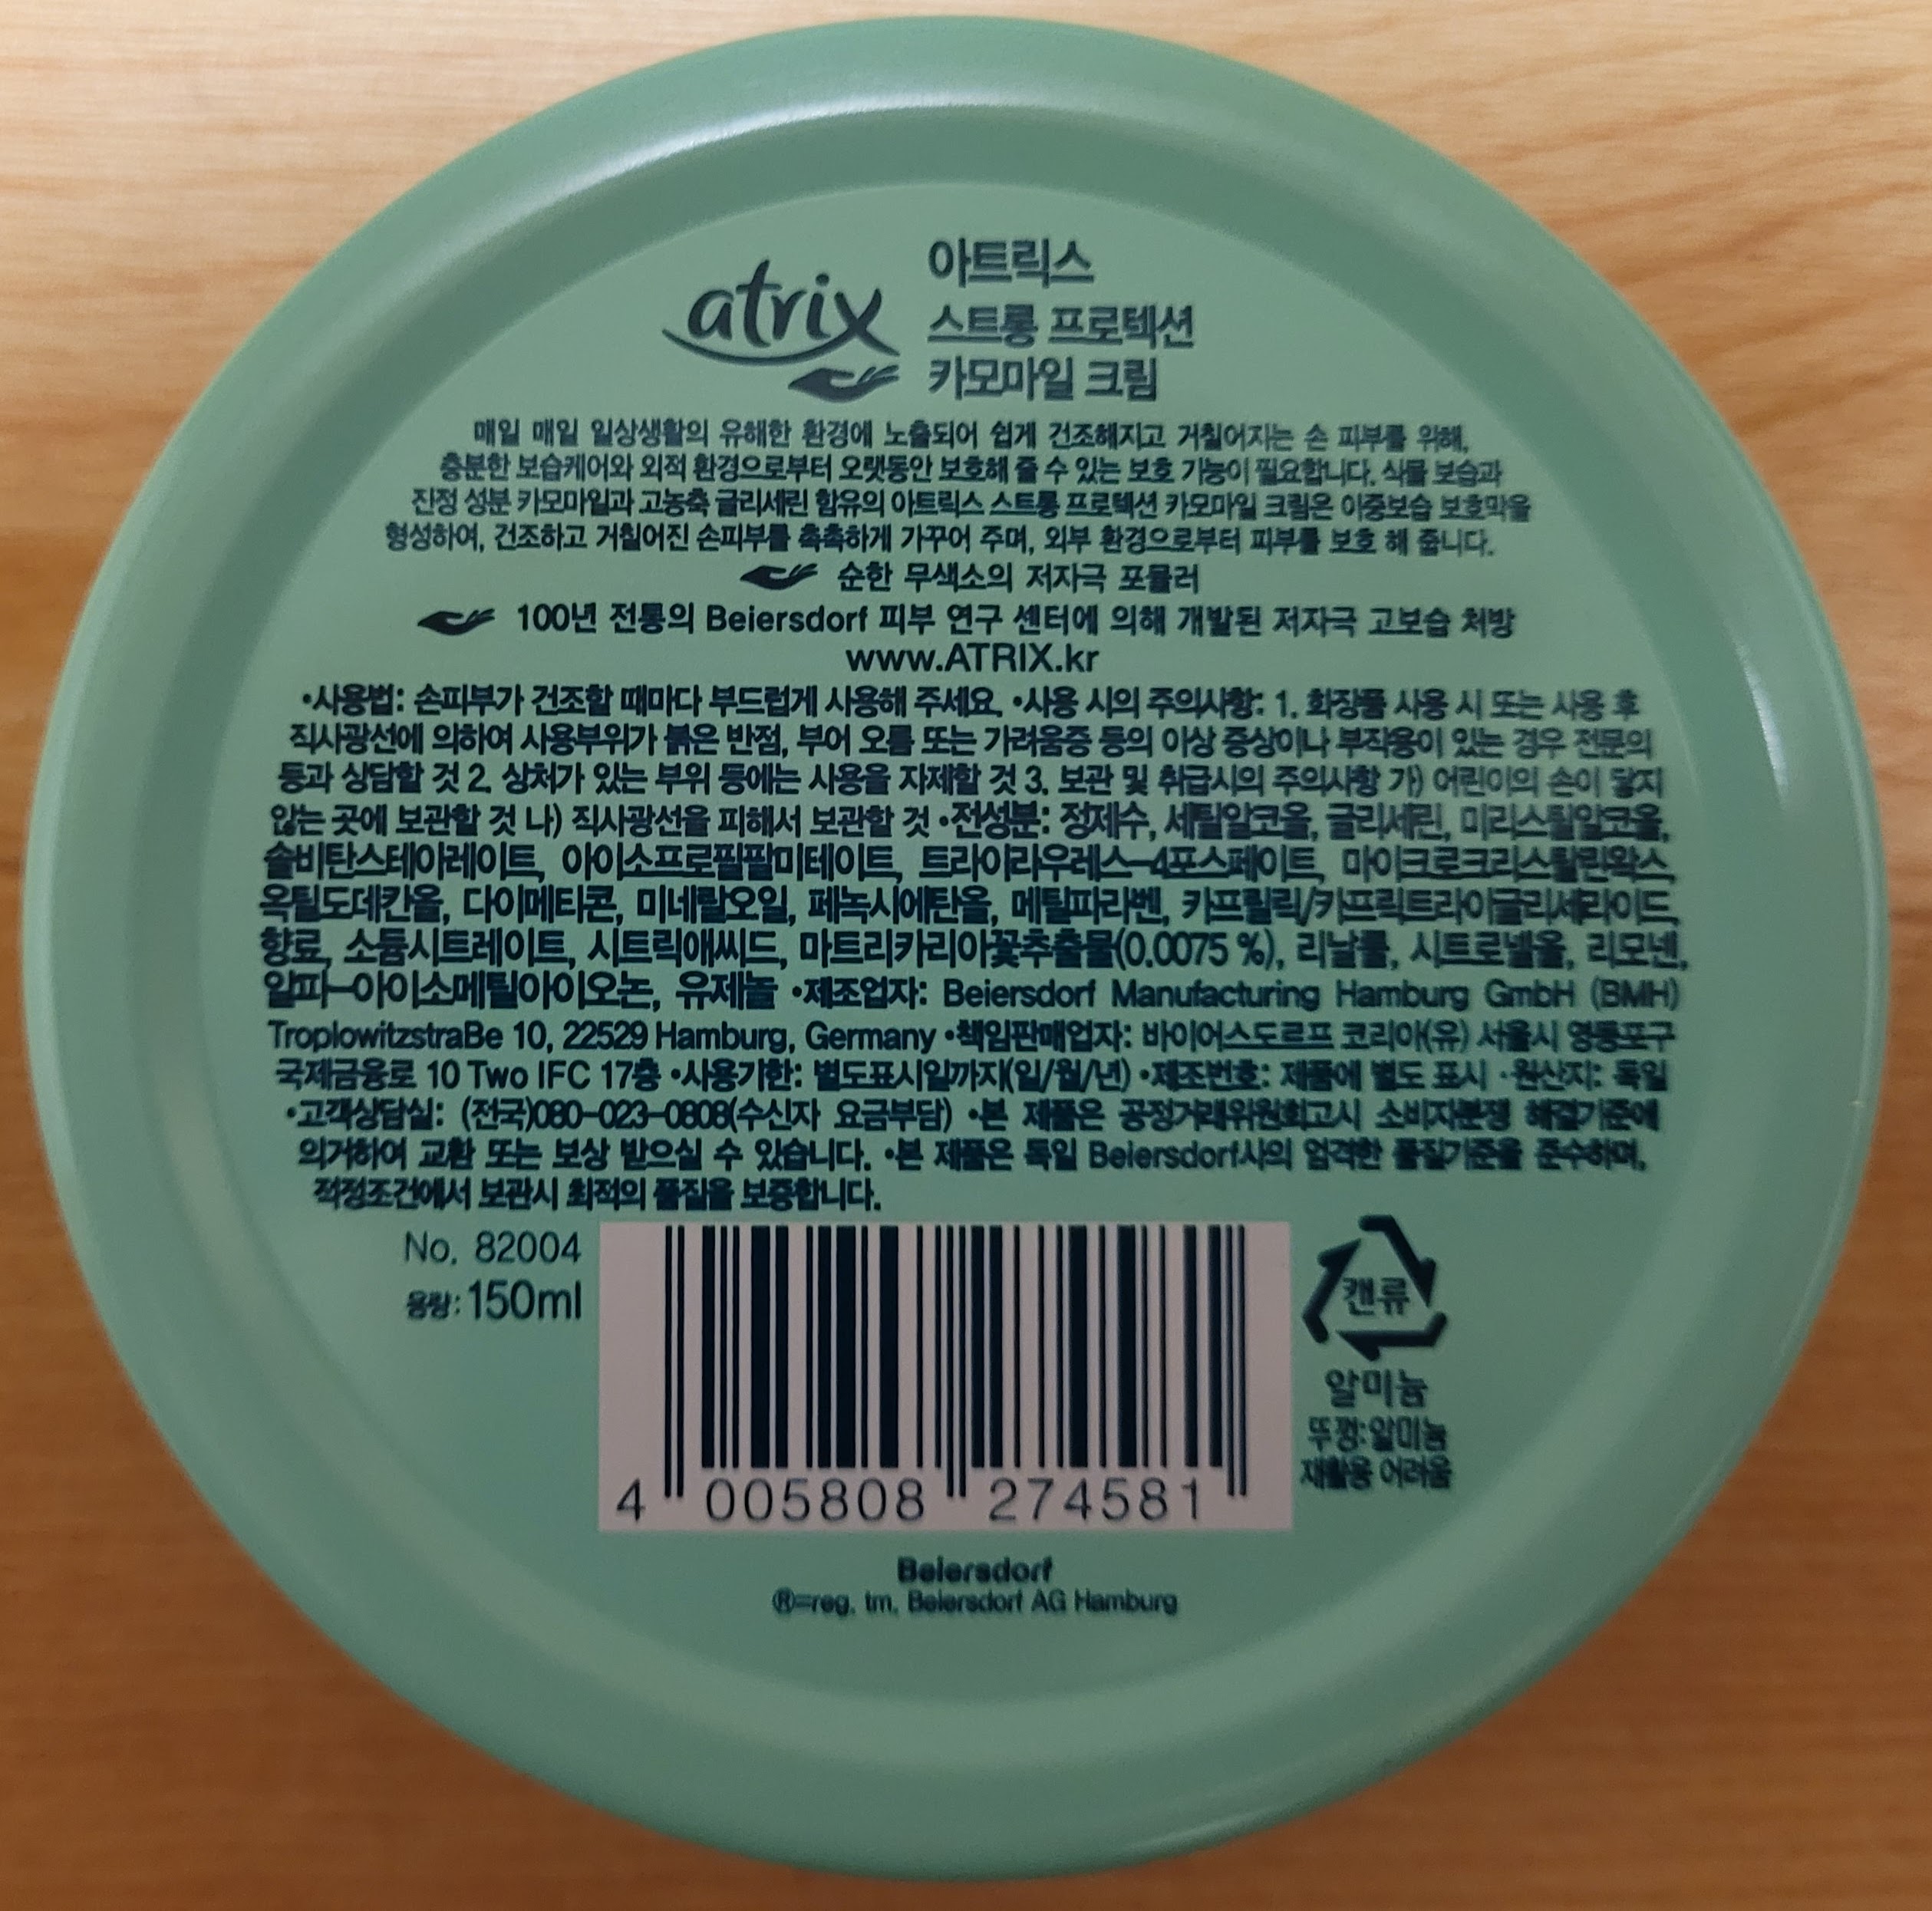 atrix
아트릭스
스트롱 프로텍션
카모마일 크림
매일 매일 일상생활의 유해한 환경에 노출되어 쉽게 건조해지고 거칠어지는 손 피부를 위해,
충분한 보습케어와 외적 환경으로부터 오랫동안 보호해 줄 수 있는 보호 기능이 필요합니다. 식물 보습과
진정 성분 카모마일과 고농축 글리세린 함유의 아트릭스 스트롱 프로텍션 카모마일 크림은 이중보습 보호막을
형성하여, 건조하고 거칠어진 손피부를 촉촉하게 가꾸어 주며, 외부 환경으로부터 피부를 보호 해 줍니다.
순한 무색소의 저자극 포뮬러
100년 전통의 Beiersdorf 피부 연구 센터에 의해 개발된 저자극 고보습 처방
www.ATRIX.kr
•사용법: 손피부가 건조할 때마다 부드럽게 사용해 주세요. •사용 시의 주의사항: 1. 화장품 사용 시 또는 사용 후
직사광선에 의하여 사용부위가 붉은 반점, 부어 오름 또는 가려움증 등의 이상 증상이나 부작용이 있는 경우 전문의
등과 상담할 것 2. 상처가 있는 부위 등에는 사용을 자제할 것 3. 보관 및 취급시의 주의사항 가) 어린이의 손이 닿지
않는 곳에 보관할 것 나) 직사광선을 피해서 보관할 것 •전성분: 정제수, 세틸알코올, 글리세린, 미리스틸알코올,
솔비탄스테아레이트, 아이소프로필팔미테이트, 트라이라우레스-4포스페이트, 마이크로크리스탈린왁스,
옥틸도데칸올, 다이메티콘, 미네랄오일, 페녹시에탄올, 메틸파라벤, 카프릴릭/카프릭트라이글리세라이드,
향료, 소듐시트레이트, 시트릭애씨드, 마트리카리아꽃추출물(0.0075 %), 리날룰, 시트로넬올, 리모넨,
알파-아이소메틸아이오논, 유제놀 •제조업자: Beiersdorf Manufacturing Hamburg GmbH (BMH)
TroplowitzstraBe 10, 22529 Hamburg, Germany •책임판매업자: 바이어스도르프 코리아(유) 서울시 영등포구
국제금융로 10 Two IFC 17층 •사용기한: 별도표시일까지(일/월/년) •제조번호: 제품에 별도 표시 •원산지: 독일
•고객상담실: (전국)080-023-0808(수신자 요금부담) •본 제품은 공정거래위원회고시 소비자분쟁 해결기준에
의거하여 교환 또는 보상 받으실 수 있습니다. •본 제품은 독일 Beiersdorf사의 엄격한 품질기준을 준수하며,
적정조건에서 보관시 최적의 품질을 보증합니다.
No. 82004
용량: 150ml
4 005808 274581
캔류
알미늄
뚜껑:알미늄
재활용 어려움
Beiersdorf
®=reg. tm. Beiersdorf AG Hamburg